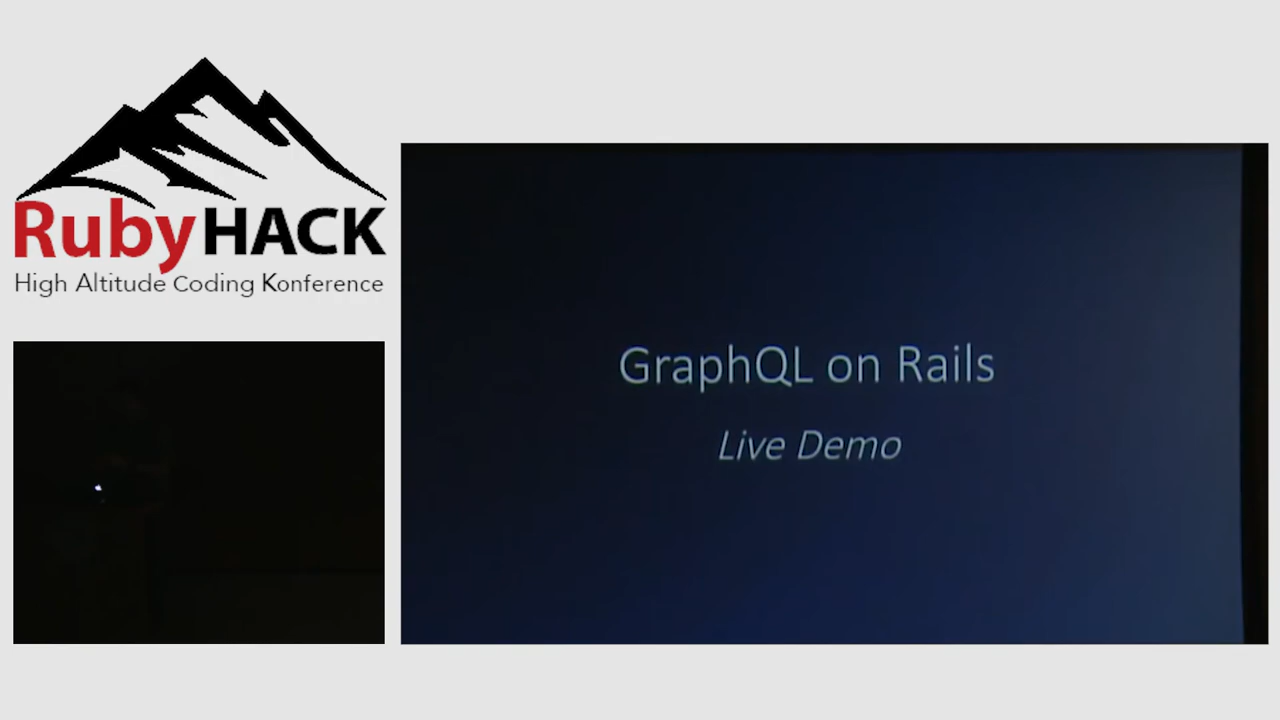 RubyHACK
High Altitude Coding Konference
GraphQL on Rails
Live Demo